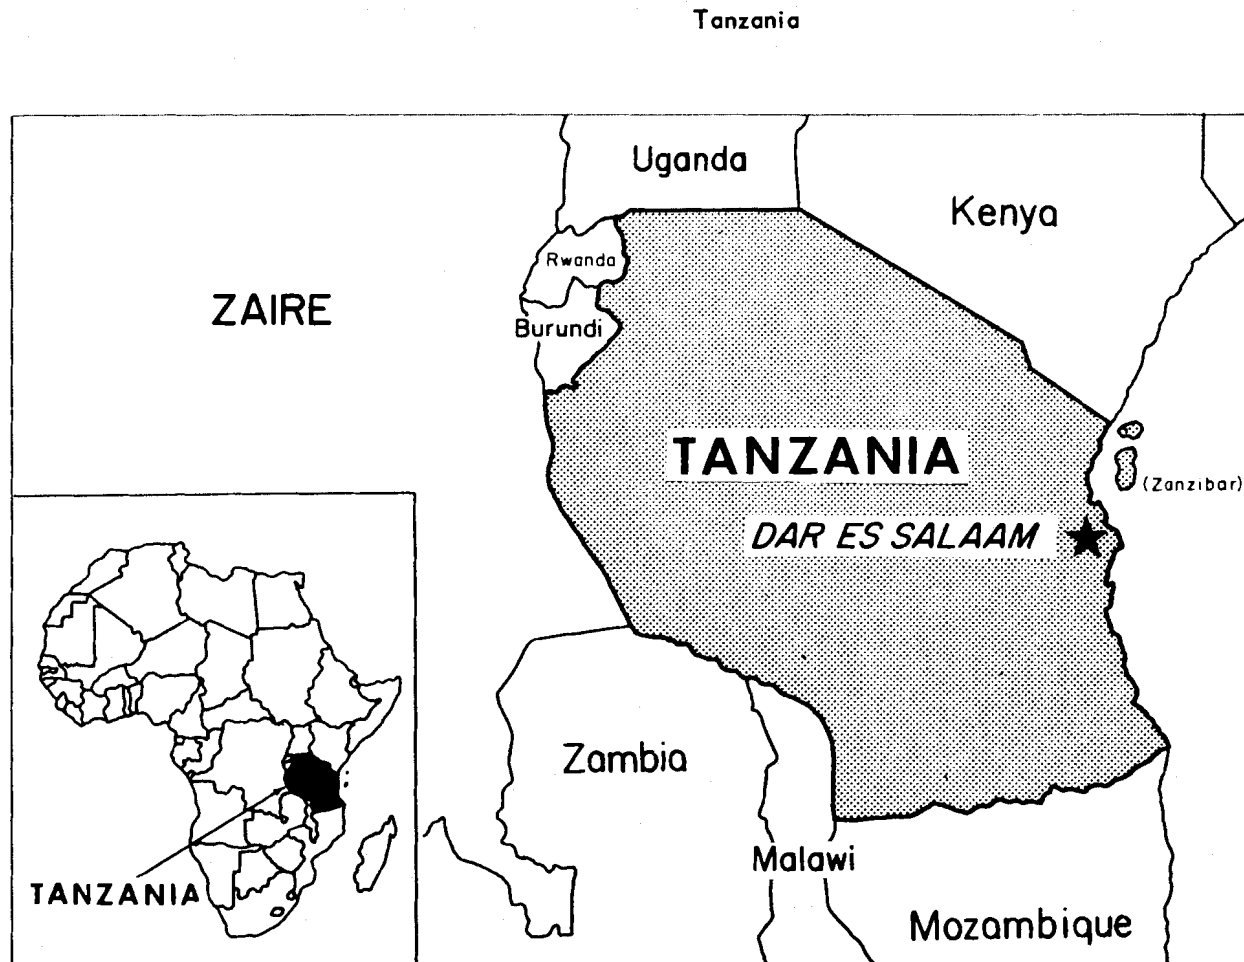 Tanzania
Uganda
Kenya
Rwanda
ZAIRE
Burundi
TANZANIA
(Zanzibar)
DAR ES SALAAM
Zambia
Malawi
TANZANIA
Mozambique